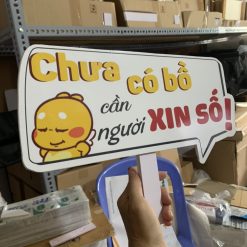 Chưa
có bồ
cần
người XIN SỐ!